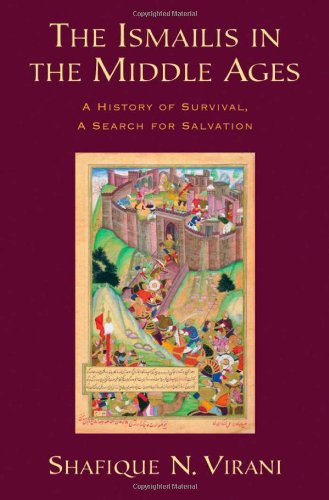 The Ismailis in
the Middle Ages
A History of Survival,
A Search for Salvation
Shafique N. Virani